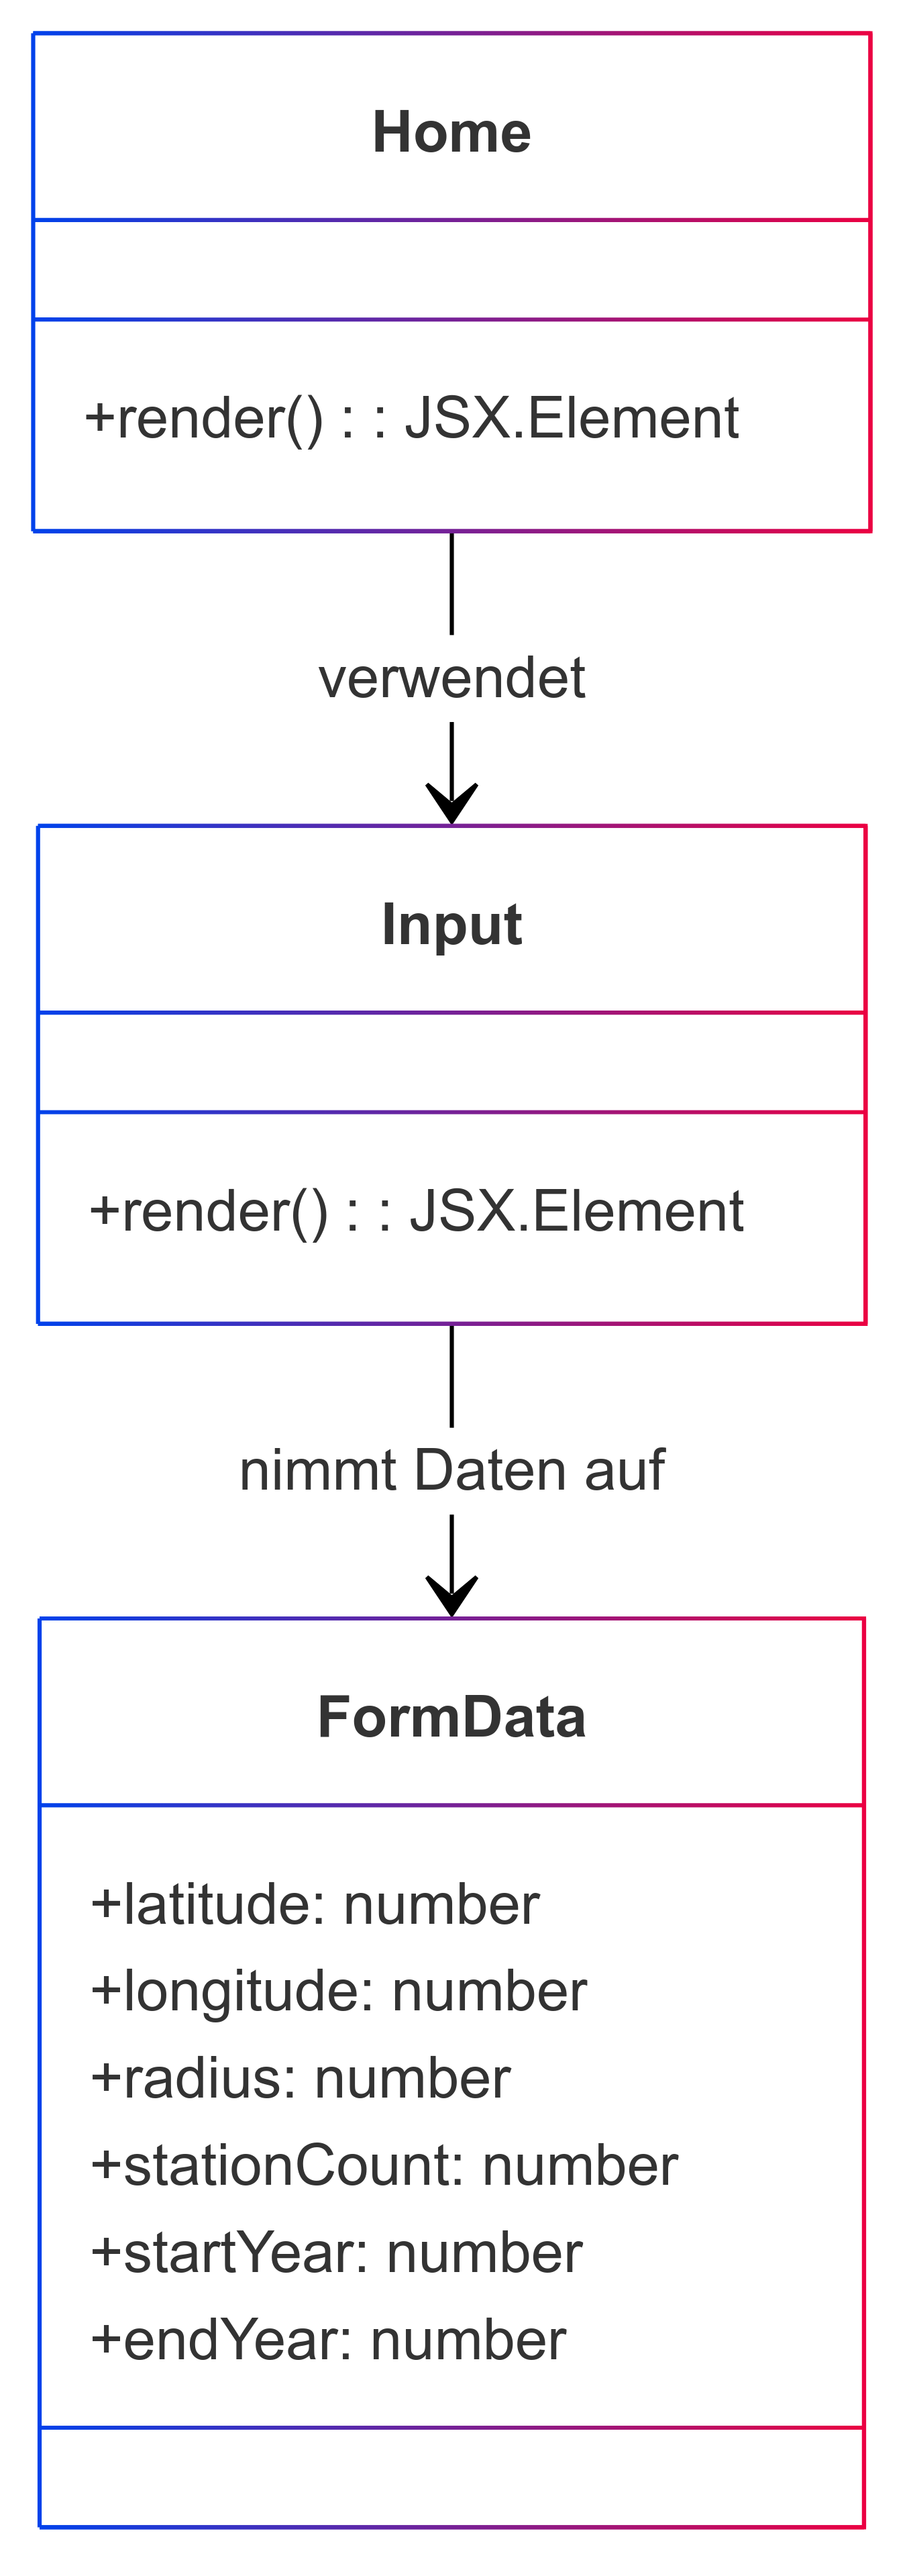 Home
+render() : : JSX.Element
verwendet
Input
+render() : : JSX.Element
nimmt Daten auf
FormData
+latitude: number
+longitude: number
+radius: number
+stationCount: number
+startYear: number
+endYear: number